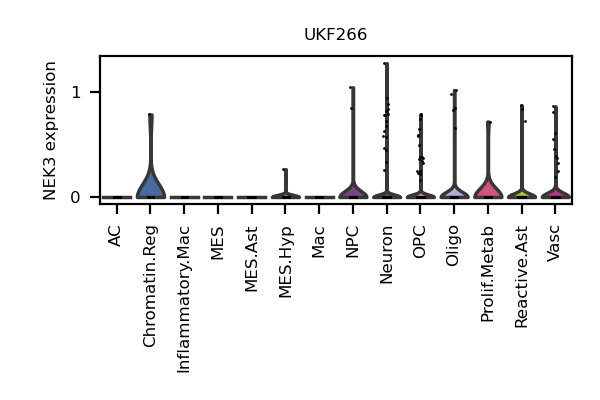 UKF266
NEK3 expression
1
0
AC
Chromatin.Reg
Inflammatory.Mac
MES
MES.Ast
MES.Hyp
Mac
NPC
Neuron
OPC
Oligo
Prolif.Metab
Reactive.Ast
Vasc